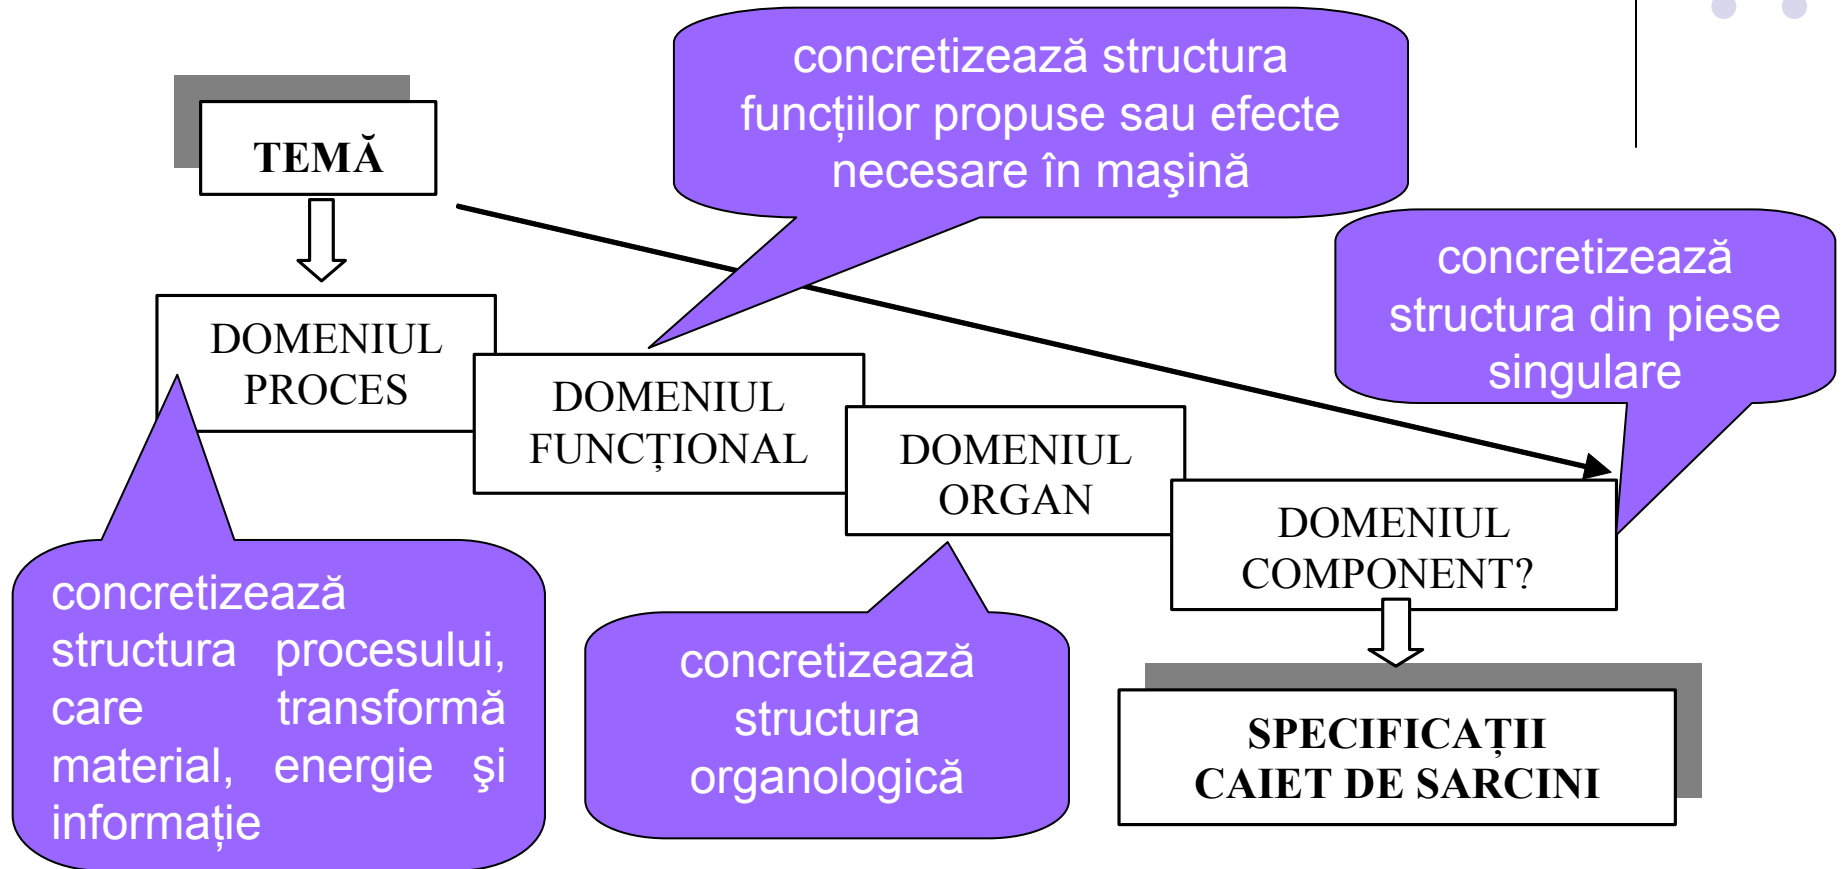 concretizează structura
funcțiilor propuse sau efecte
necesare în maşină
TEMĂ
concretizează
structura din piese
singulare
DOMENIUL
PROCES
DOMENIUL
FUNCȚIONAL
DOMENIUL
ORGAN
DOMENIUL
COMPONENT?
concretizează
structura procesului,
care transformă
material, energie şi
informație
concretizează
structura
organologică
SPECIFICAȚII
CAIET DE SARCINI